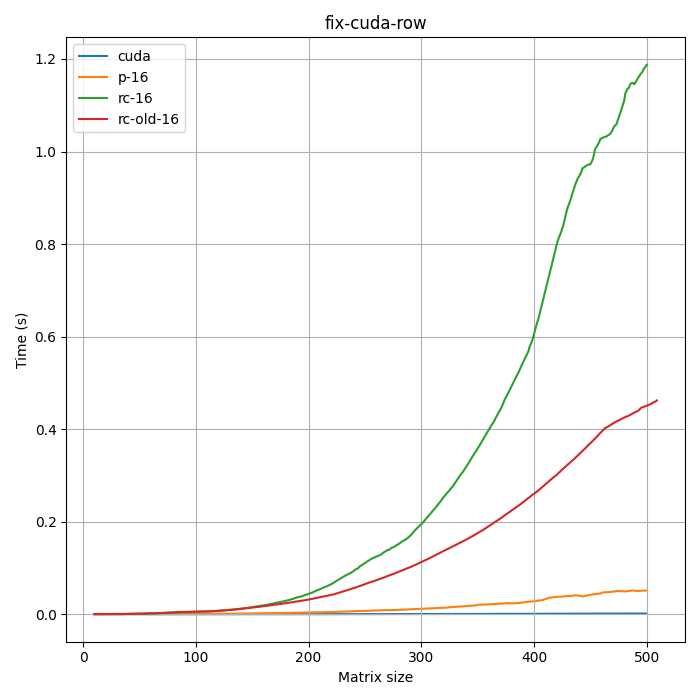 fix-cuda-row
cuda
p-16
rc-16
rc-old-16
1.2
1.0
0.8
0.6
0.4
0.2
0.0
Time (s)
0 100 200 300 400 500
Matrix size